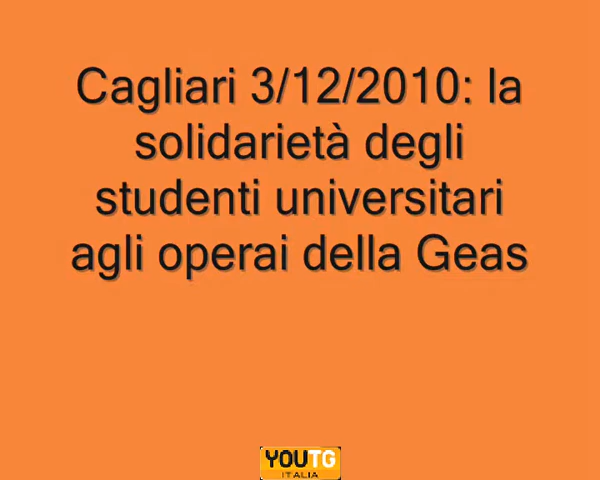 Cagliari 3/12/2010: la
solidarietà degli
studenti universitari
agli operai della Geas
YOUTG
ITALIA